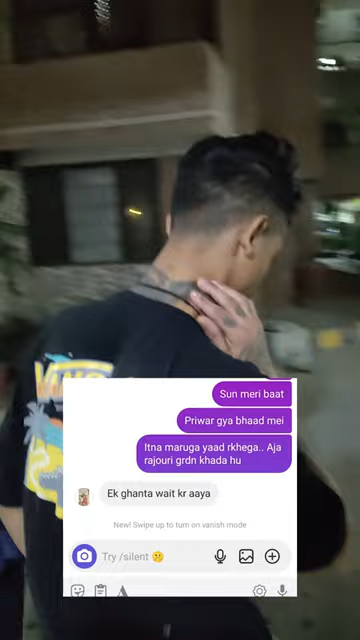 Sun meri baat
Priwar gya bhaad mei
Itna maruga yaad rkhega.. Aja
rajouri grdn khada hu
Ek ghanta wait kr aaya
New! Swipe up to turn on vanish mode
Try /silent 🤫